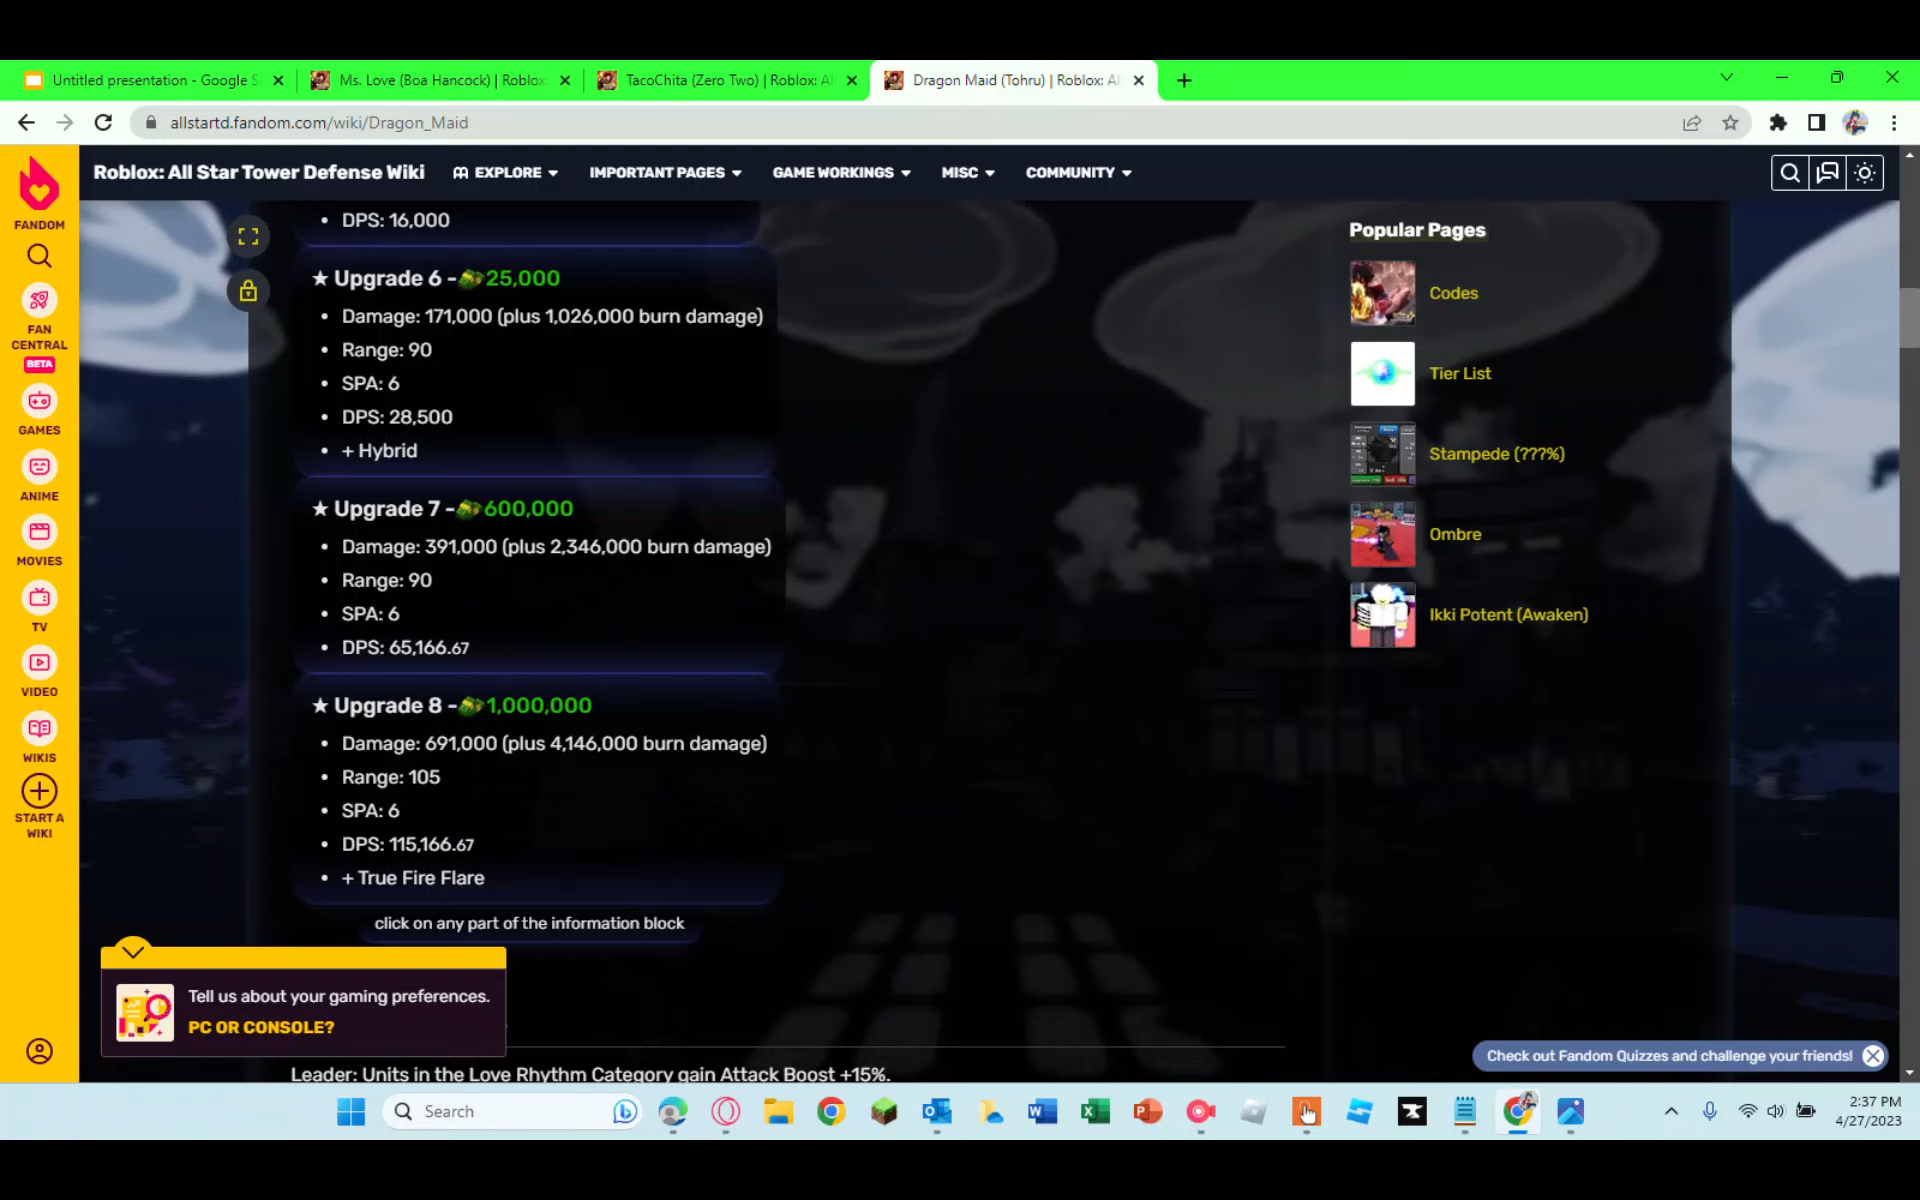 Untitled presentation - Google S
Ms. Love (Boa Hancock) | Roblox:
TacoChita (Zero Two) | Roblox: Al
Dragon Maid (Tohru) | Roblox: Al
allstartd.fandom.com/wiki/Dragon_Maid
Roblox: All Star Tower Defense Wiki
EXPLORE
IMPORTANT PAGES
GAME WORKINGS
MISC
COMMUNITY
FANDOM
FAN
CENTRAL
BETA
GAMES
ANIME
MOVIES
TV
VIDEO
WIKIS
START A
WIKI
• DPS: 16,000
★ Upgrade 6 - 25,000
• Damage: 171,000 (plus 1,026,000 burn damage)
• Range: 90
• SPA: 6
• DPS: 28,500
• + Hybrid
★ Upgrade 7 - 600,000
• Damage: 391,000 (plus 2,346,000 burn damage)
• Range: 90
• SPA: 6
• DPS: 65,166.67
★ Upgrade 8 - 1,000,000
• Damage: 691,000 (plus 4,146,000 burn damage)
• Range: 105
• SPA: 6
• DPS: 115,166.67
• + True Fire Flare
click on any part of the information block
Popular Pages
Codes
Tier List
Stampede (???%)
Ombre
Ikki Potent (Awaken)
Tell us about your gaming preferences.
PC OR CONSOLE?
Leader: Units in the Love Rhythm Category gain Attack Boost +15%.
Check out Fandom Quizzes and challenge your friends!
Search
2:37 PM
4/27/2023